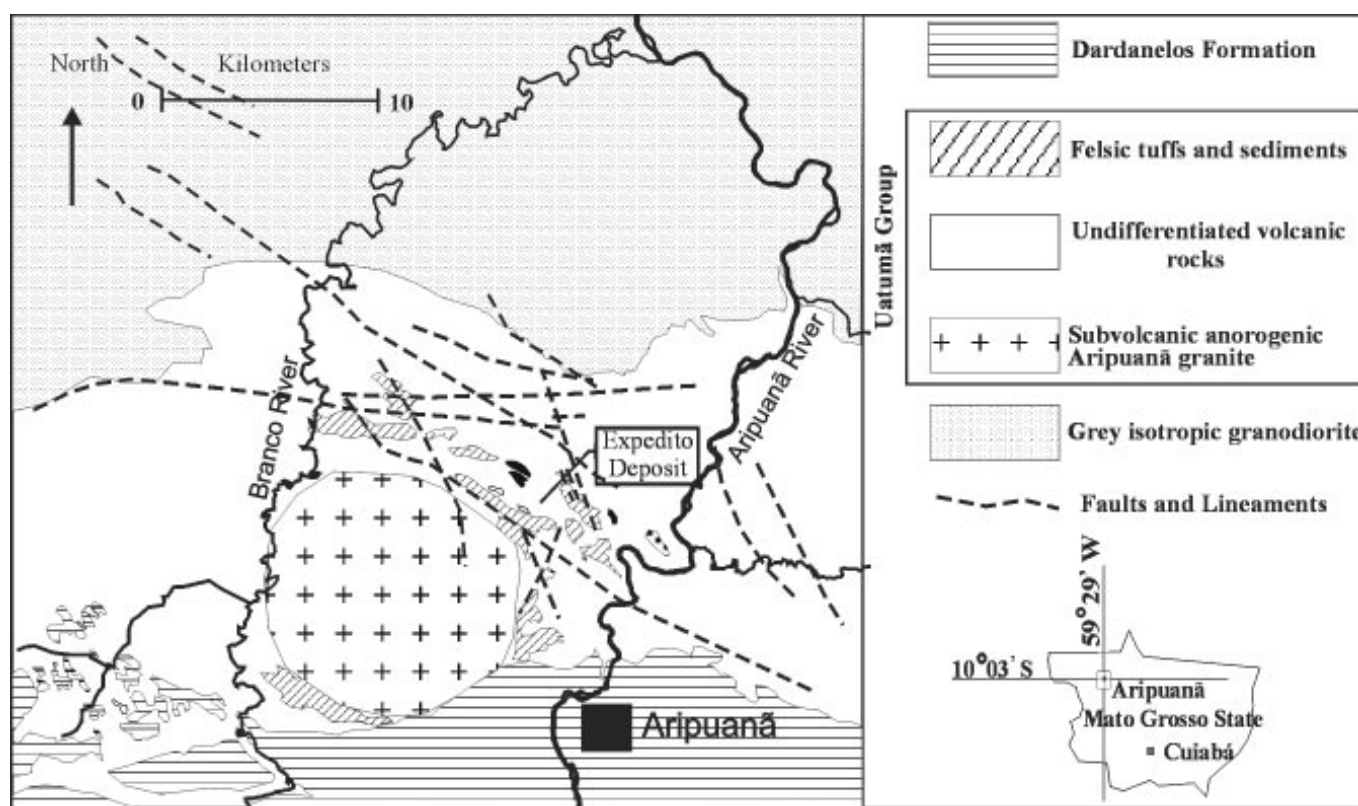 North
Kilometers
0
10
Branco River
Aripuanã River
Expedito
Deposit
Aripuanã
Dardanelos Formation
Uatumã Group
Felsic tuffs and sediments
Undifferentiated volcanic
rocks
Subvolcanic anorogenic
Aripuanã granite
Grey isotropic granodiorite
Faults and Lineaments
59°29' W
10°03' S
Aripuanã
Mato Grosso State
Cuiabá